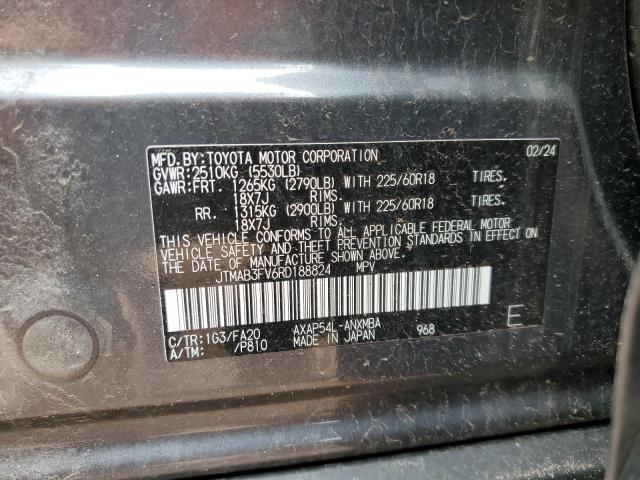 MFD.BY:TOYOTA MOTOR CORPORATION 02/24
GVWR:2510KG (5530LB)
GAWR:FRT. 1265KG (2790LB) WITH 225/60R18 TIRES.
18X7J RIMS.
RR. 1315KG (2900LB) WITH 225/60R18 TIRES.
18X7J RIMS.
THIS VEHICLE CONFORMS TO ALL APPLICABLE FEDERAL MOTOR
VEHICLE SAFETY AND THEFT PREVENTION STANDARDS IN EFFECT
ON THE DATE OF MANUFACTURE SHOWN ABOVE.
JTMAB3FV6RD188824 MPV
C/TR:1G3/FA20 AXAP54L-ANXMBA 968 E
A/TM: /P810 MADE IN JAPAN